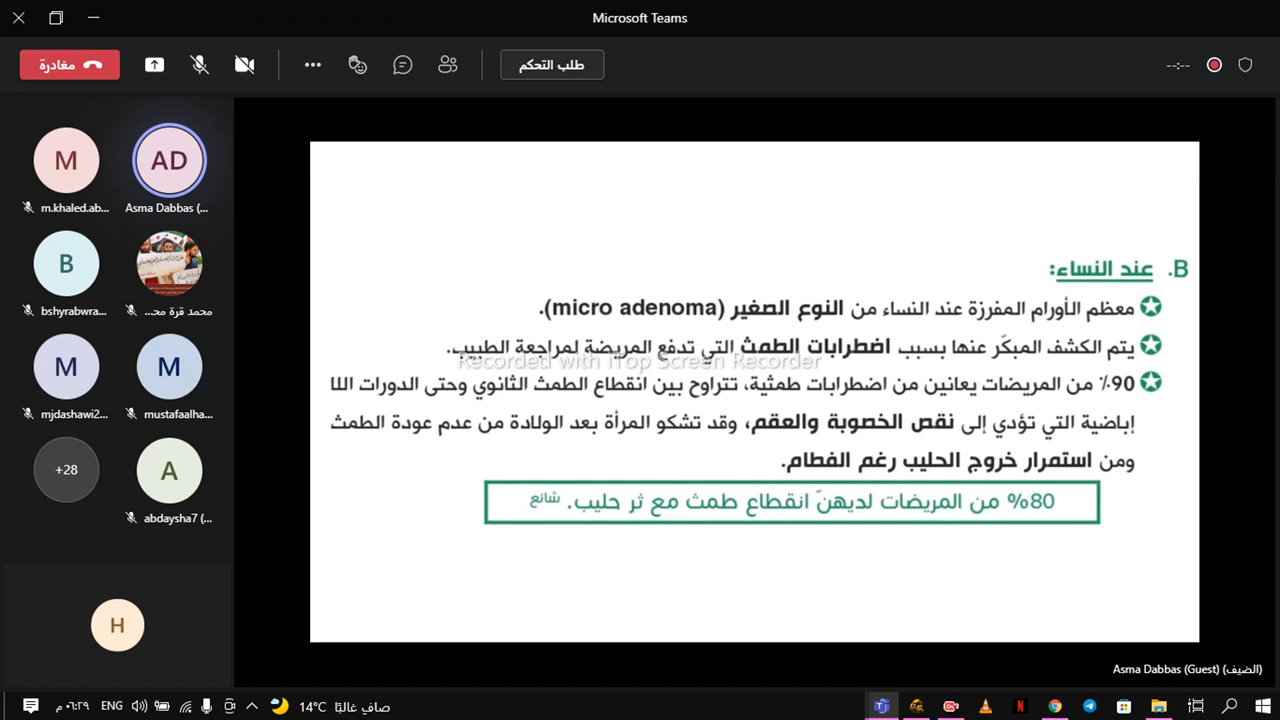 Microsoft Teams
مغادرة
طلب التحكم
--:--
M
AD
m.khaled.ab...
Asma Dabbas (...
B
bshyrabwra...
محمد قرة مح...
M
M
mjdashawi2...
mustafaalha...
+28
A
abdaysha7 (...
H
B. عند النساء:
معظم الأورام المفرزة عند النساء من النوع الصغير (micro adenoma).
يتم الكشف المبكّر عنها بسبب اضطرابات الطمث التي تدفع المريضة لمراجعة الطبيب.
Recorded with iTop Screen Recorder
90٪ من المريضات يعانين من اضطرابات طمثية، تتراوح بين انقطاع الطمث الثانوي وحتى الدورات اللا
إباضية التي تؤدي إلى نقص الخصوبة والعقم، وقد تشكو المرأة بعد الولادة من عدم عودة الطمث
ومن استمرار خروج الحليب رغم الفطام.
80% من المريضات لديهنّ انقطاع طمث مع ثر حليب. شائع
Asma Dabbas (Guest) (الضيف)
٠٦:٢٩ م
ENG
14°C
صافٍ غالبًا